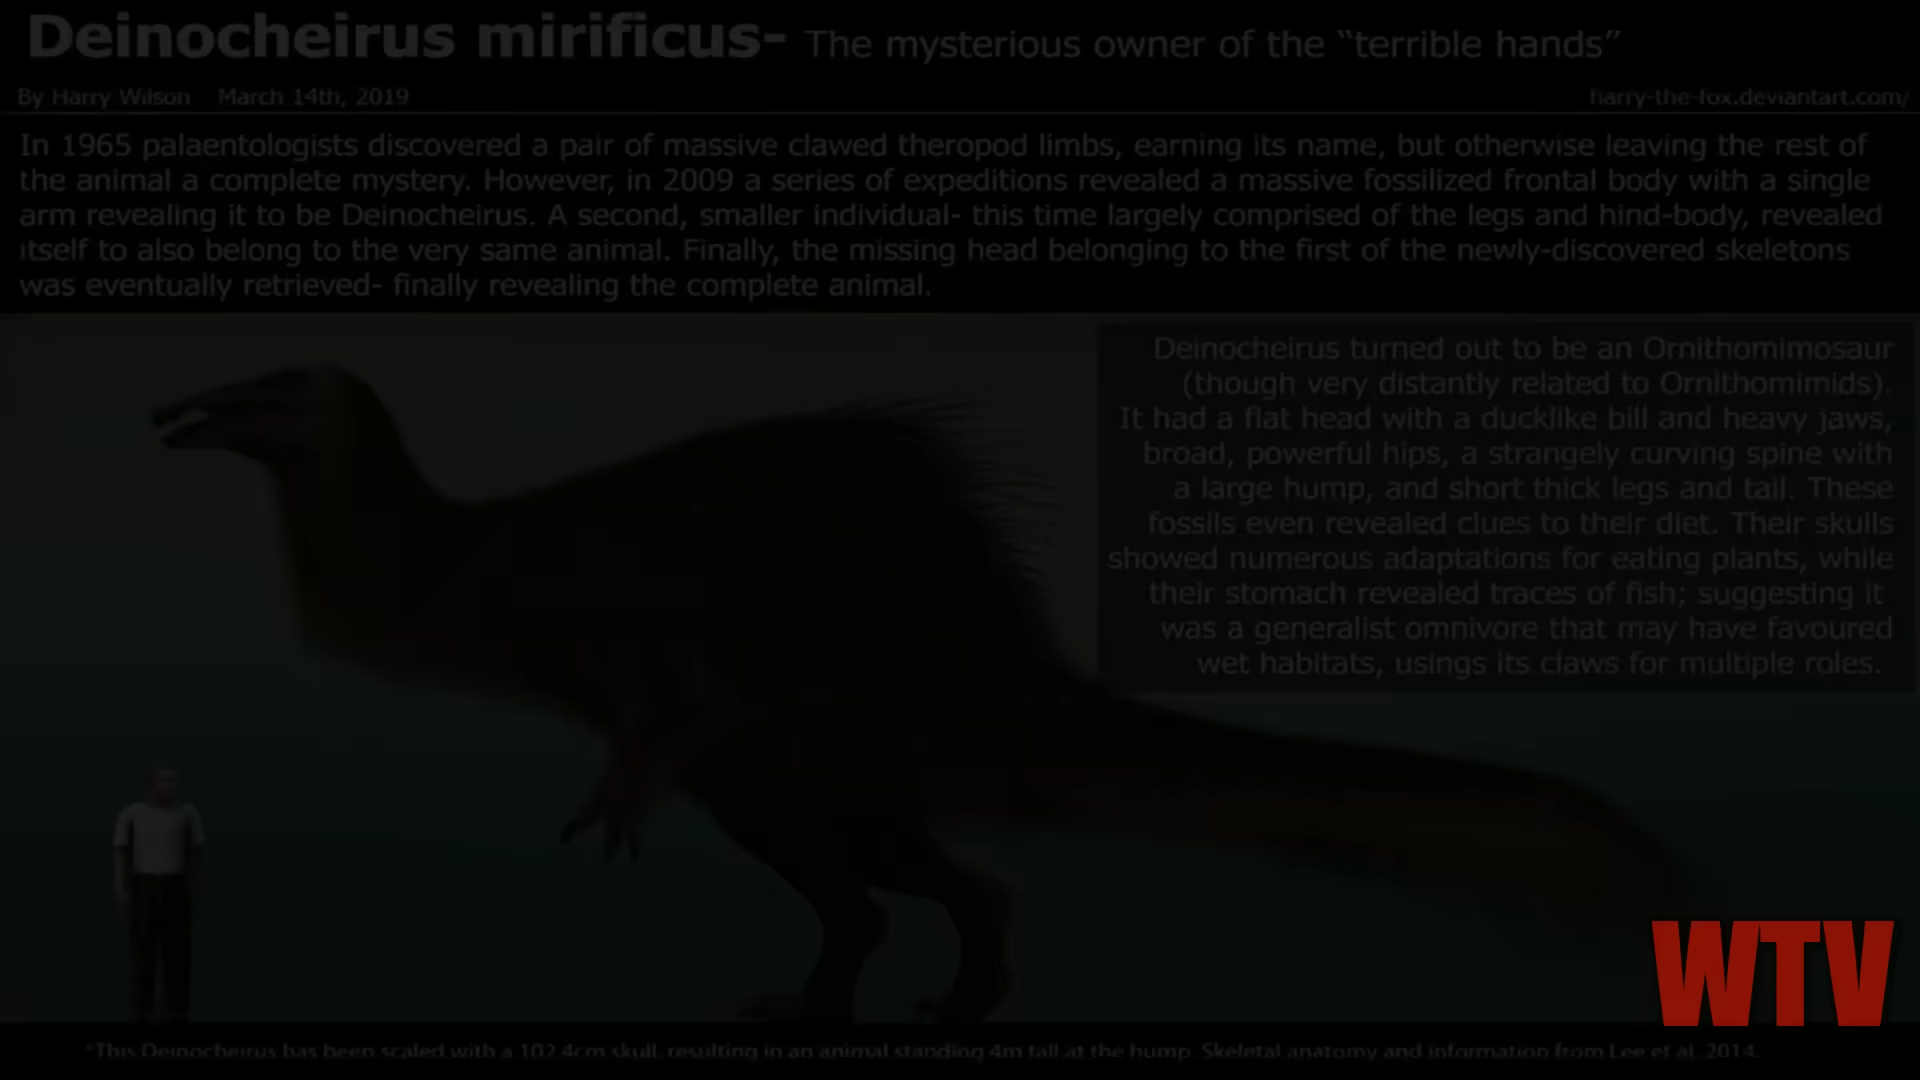 Deinocheirus mirificus- The mysterious owner of the “terrible hands”
By Harry Wilson March 14th, 2019 harry-the-fox.deviantart.com/
In 1965 palaentologists discovered a pair of massive clawed theropod limbs, earning its name, but otherwise leaving the rest of
the animal a complete mystery. However, in 2009 a series of expeditions revealed a massive fossilized frontal body with a single
arm revealing it to be Deinocheirus. A second, smaller individual- this time largely comprised of the legs and hind-body, revealed
itself to also belong to the very same animal. Finally, the missing head belonging to the first of the newly-discovered skeletons
was eventually retrieved- finally revealing the complete animal.
Deinocheirus turned out to be an Ornithomimosaur
(though very distantly related to Ornithomimids).
It had a flat head with a ducklike bill and heavy jaws,
broad, powerful hips, a strangely curving spine with
a large hump, and short thick legs and tail. These
fossils even revealed clues to their diet. Their skulls
showed numerous adaptations for eating plants, while
their stomach revealed traces of fish; suggesting it
was a generalist omnivore that may have favoured
wet habitats, usings its claws for multiple roles.
WTV
*This Deinocheirus has been scaled with a 102.4cm skull, resulting in an animal standing 4m tall at the hump. Skeletal anatomy and information from Lee et al. 2014.